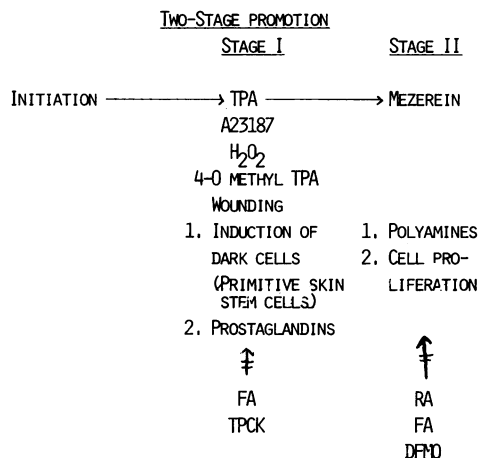 TWO-STAGE PROMOTION
STAGE I STAGE II
INITIATION TPA MEZEREIN
A23187
H2O2
4-O METHYL TPA
WOUNDING
1. INDUCTION OF 1. POLYAMINES
DARK CELLS 2. CELL PRO-
(PRIMITIVE SKIN LIFERATION
STEM CELLS)
2. PROSTAGLANDINS
FA RA
TPCK FA
DFMO